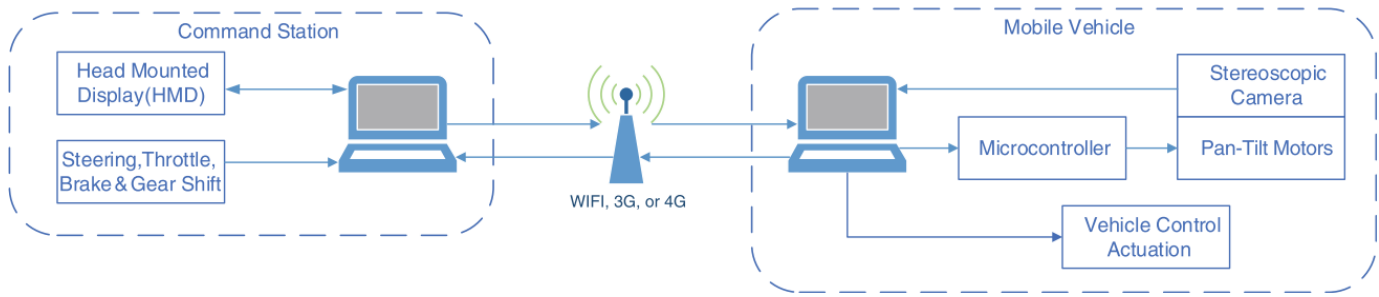 Command Station
Head Mounted
Display(HMD)
Steering,Throttle,
Brake & Gear Shift
WIFI, 3G, or 4G
Mobile Vehicle
Stereoscopic
Camera
Microcontroller
Pan-Tilt Motors
Vehicle Control
Actuation